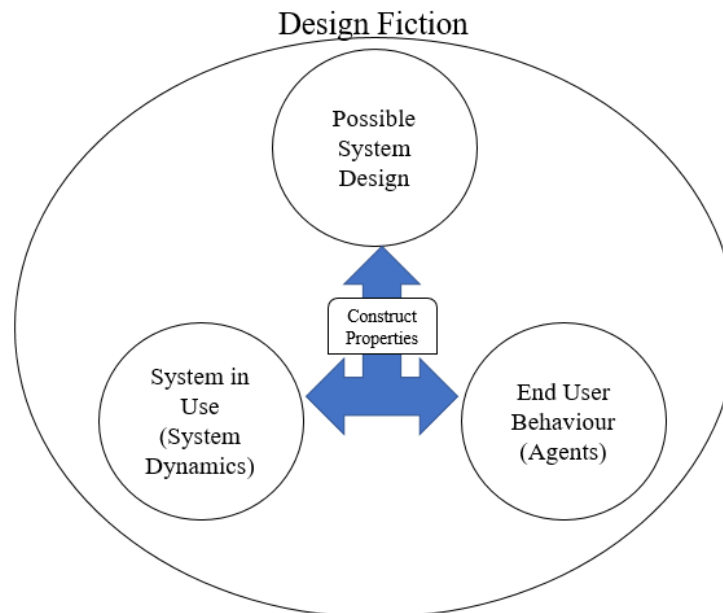 Design Fiction
Possible
System
Design
Construct
Properties
System in
Use
(System
Dynamics)
End User
Behaviour
(Agents)